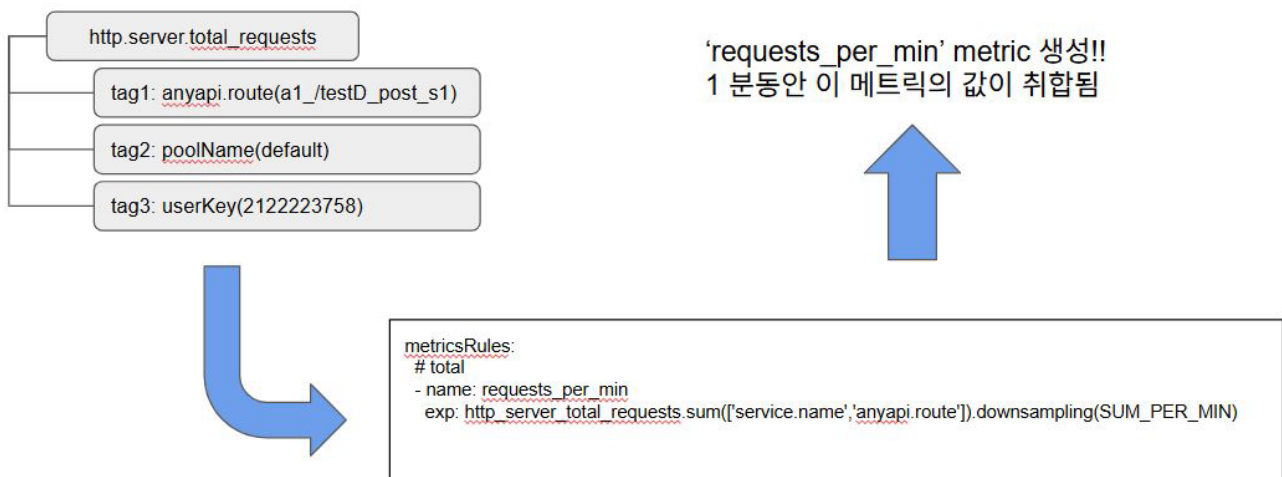 http.server.total_requests
tag1: anyapi.route(a1_/testD_post_s1)
tag2: poolName(default)
tag3: userKey(2122223758)
‘requests_per_min’ metric 생성!!
1 분동안 이 메트릭의 값이 취합됨
metricsRules:
# total
- name: requests_per_min
exp: http_server_total_requests.sum(['service.name','anyapi.route']).downsampling(SUM_PER_MIN)